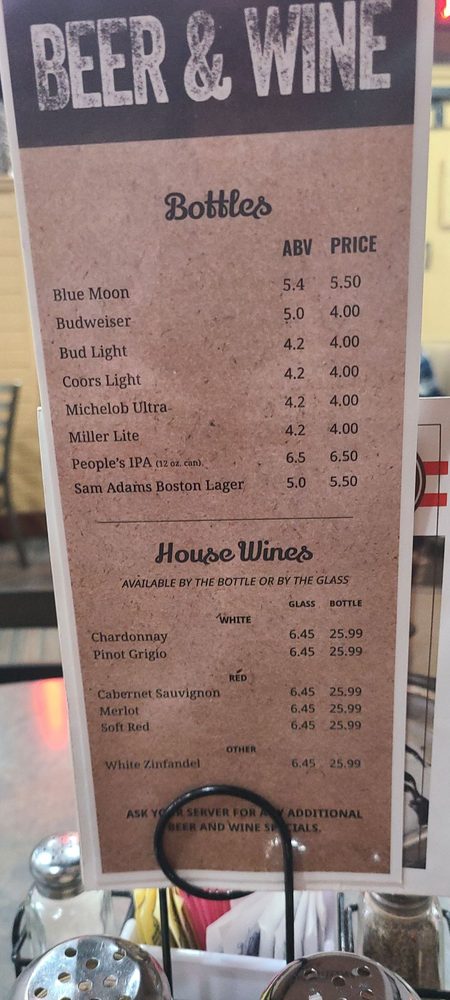 BEER & WINE
Bottles
ABV PRICE
Blue Moon 5.4 5.50
Budweiser 5.0 4.00
Bud Light 4.2 4.00
Coors Light 4.2 4.00
Michelob Ultra 4.2 4.00
Miller Lite 4.2 4.00
People's IPA (12 oz. can) 6.5 6.50
Sam Adams Boston Lager 5.0 5.50
House Wines
AVAILABLE BY THE BOTTLE OR BY THE GLASS
GLASS BOTTLE
WHITE
Chardonnay 6.45 25.99
Pinot Grigio 6.45 25.99
RED
Cabernet Sauvignon 6.45 25.99
Merlot 6.45 25.99
Soft Red 6.45 25.99
OTHER
White Zinfandel 6.45 25.99
ASK YOUR SERVER FOR ANY ADDITIONAL
BEER AND WINE SPECIALS.